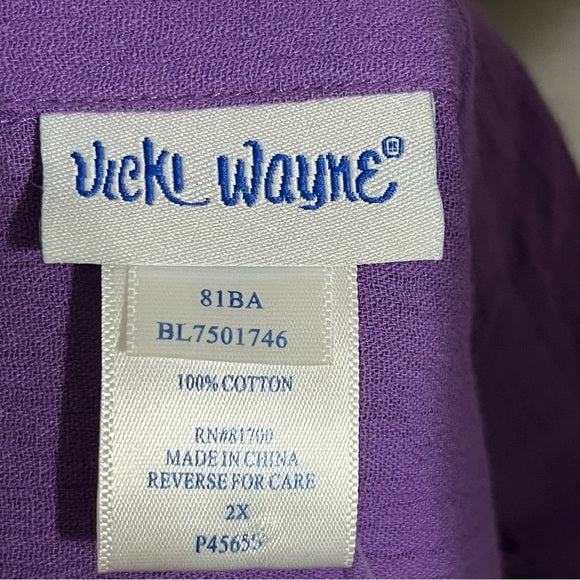 Vicki Wayne®
81BA
BL7501746
100% COTTON
RN#81700
MADE IN CHINA
REVERSE FOR CARE
2X